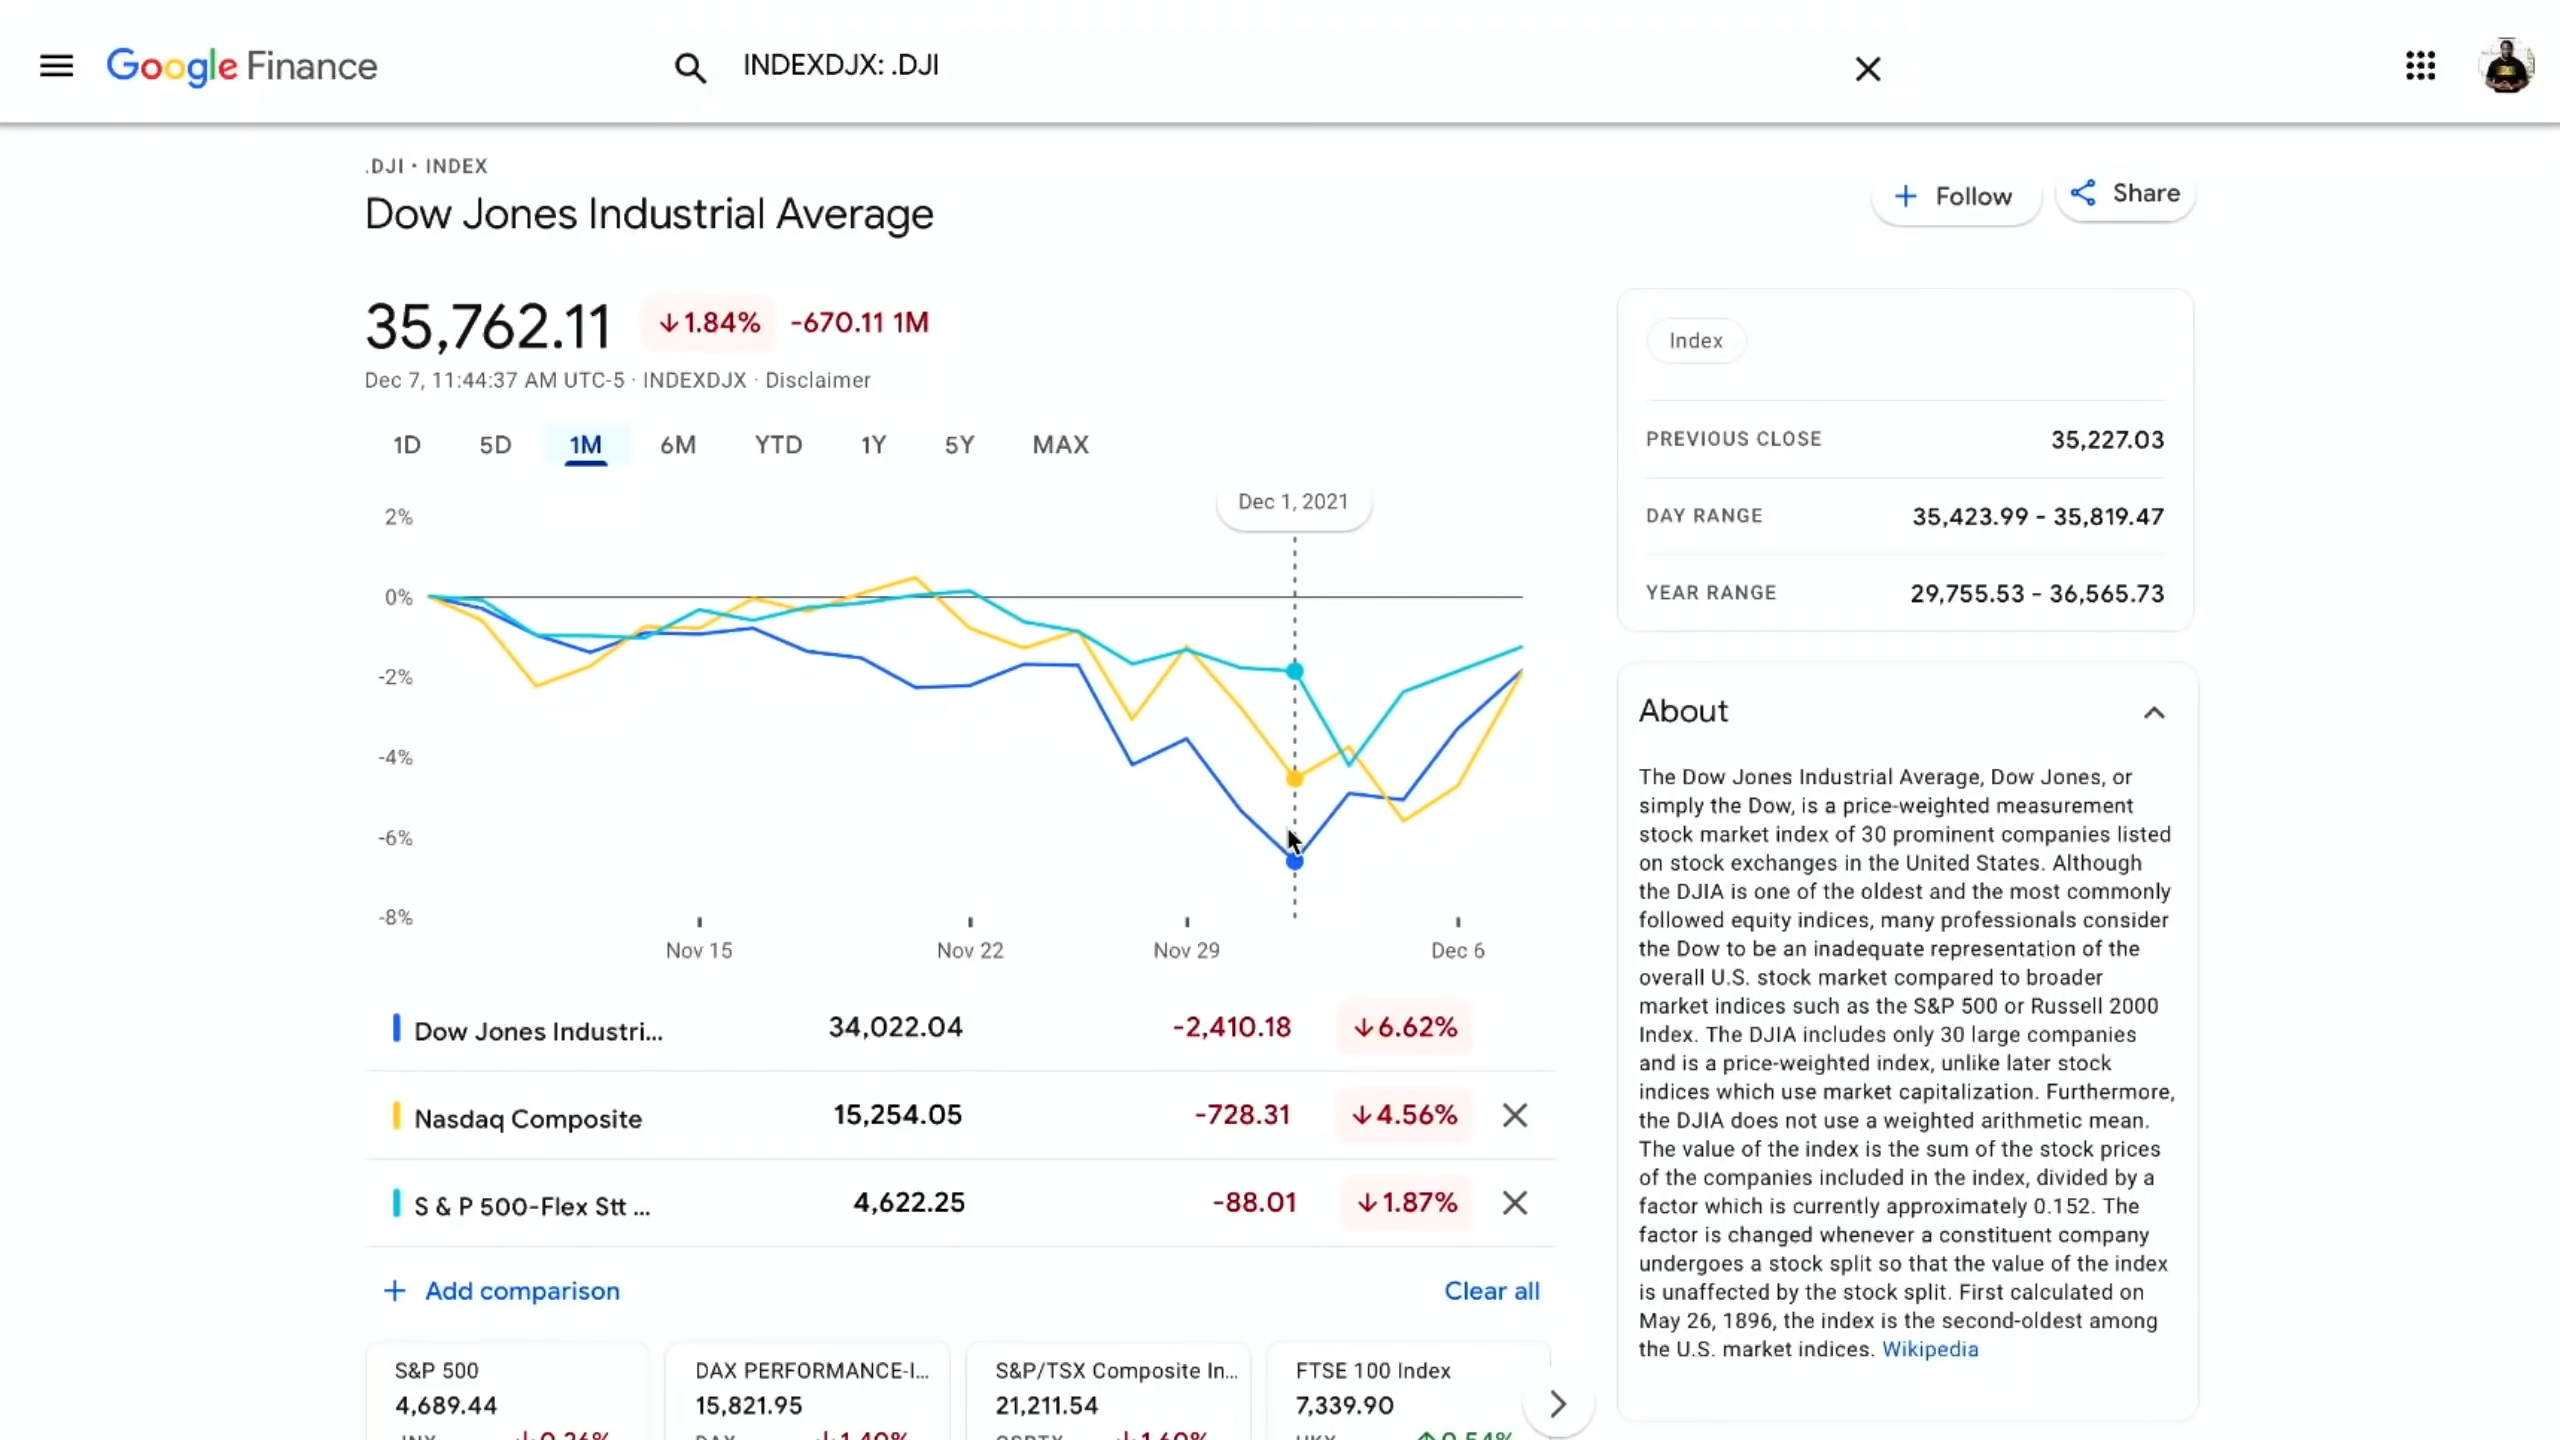 Google Finance
INDEXDJX: .DJI
.DJI · INDEX
Dow Jones Industrial Average
Follow
Share
35,762.11 ↓1.84% -670.11 1M
Dec 7, 11:44:37 AM UTC-5 · INDEXDJX · Disclaimer
1D 5D 1M 6M YTD 1Y 5Y MAX
Dec 1, 2021
2%
0%
-2%
-4%
-6%
-8%
Nov 15 Nov 22 Nov 29 Dec 6
Dow Jones Industri... 34,022.04 -2,410.18 ↓6.62%
Nasdaq Composite 15,254.05 -728.31 ↓4.56%
S & P 500-Flex Stt ... 4,622.25 -88.01 ↓1.87%
+ Add comparison
Clear all
S&P 500
4,689.44
DAX PERFORMANCE-I...
15,821.95
S&P/TSX Composite In...
21,211.54
FTSE 100 Index
7,339.90
Index
PREVIOUS CLOSE 35,227.03
DAY RANGE 35,423.99 - 35,819.47
YEAR RANGE 29,755.53 - 36,565.73
About
The Dow Jones Industrial Average, Dow Jones, or
simply the Dow, is a price-weighted measurement
stock market index of 30 prominent companies listed
on stock exchanges in the United States. Although
the DJIA is one of the oldest and the most commonly
followed equity indices, many professionals consider
the Dow to be an inadequate representation of the
overall U.S. stock market compared to broader
market indices such as the S&P 500 or Russell 2000
Index. The DJIA includes only 30 large companies
and is a price-weighted index, unlike later stock
indices which use market capitalization. Furthermore,
the DJIA does not use a weighted arithmetic mean.
The value of the index is the sum of the stock prices
of the companies included in the index, divided by a
factor which is currently approximately 0.152. The
factor is changed whenever a constituent company
undergoes a stock split so that the value of the index
is unaffected by the stock split. First calculated on
May 26, 1896, the index is the second-oldest among
the U.S. market indices. Wikipedia